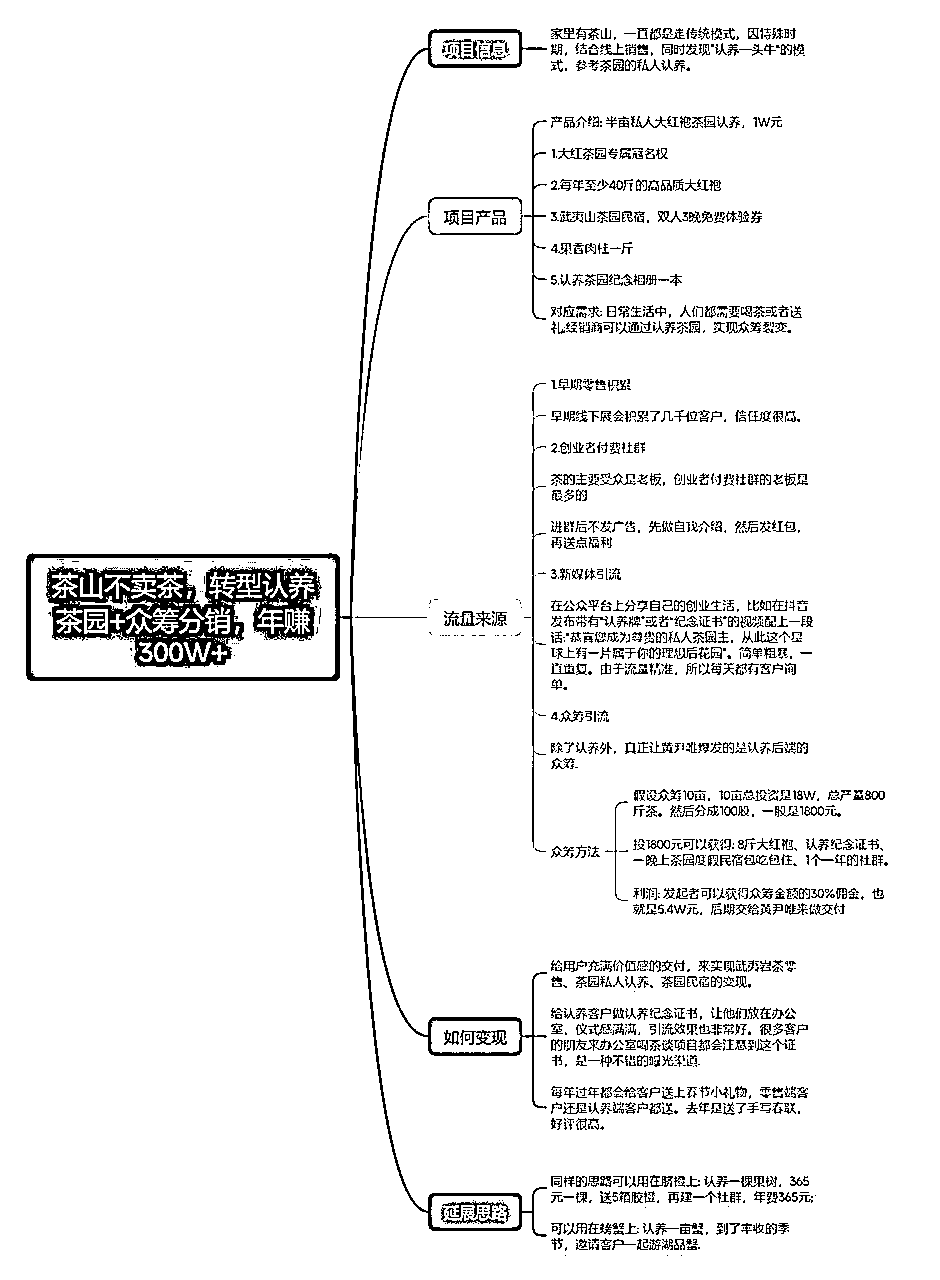 茶山不卖茶，转型认养
茶园+众筹分销，年赚
300W+
项目信息
家里有茶山，一直都是走传统模式，因特殊时
期，结合线上销售，同时发现"认养一头牛"的模
式，参考茶园的私人认养。
项目产品
产品介绍: 半亩私人大红袍茶园认养，1W元
1.大红茶园专属冠名权
2.每年至少40斤的高品质大红袍
3.武夷山茶园民宿，双人3晚免费体验券
4.果香肉桂一斤
5.认养茶园纪念相册一本
对应需求: 日常生活中，人们都需要喝茶或者送
礼;经销商可以通过认养茶园，实现众筹裂变。
流量来源
1.早期零售积累
早期线下展会积累了几千位客户，信任度很高。
2.创业者付费社群
茶的主要受众是老板，创业者付费社群的老板是
最多的
进群后不发广告，先做自我介绍，然后发红包，
再送点福利
3.新媒体引流
在公众平台上分享自己的创业生活，比如在抖音
发布带有"认养牌"或者"纪念证书"的视频配上一段
话:"恭喜您成为尊贵的私人茶园主，从此这个星
球上有一片属于你的理想后花园"。简单粗暴，一
直重复。由于流量精准，所以每天都有客户询
单。
4.众筹引流
除了认养外，真正让黄尹唯爆发的是认养后端的
众筹.
众筹方法
假设众筹10亩，10亩总投资是18W，总产量800
斤茶。然后分成100股，一股是1800元。
投1800元可以获得: 8斤大红袍、认养纪念证书、
一晚上茶园度假民宿包吃包住、1个一年的社群。
利润: 发起者可以获得众筹金额的30%佣金，也
就是5.4W元，后期交给黄尹唯来做交付
如何变现
给用户充满价值感的交付，来实现武夷岩茶零
售、茶园私人认养、茶园民宿的变现。
给认养客户做认养纪念证书，让他们放在办公
室，仪式感满满，引流效果也非常好。很多客户
的朋友来办公室喝茶谈项目都会注意到这个证
书，是一种不错的曝光渠道.
每年过年都会给客户送上春节小礼物，零售端客
户还是认养端客户都送。去年是送了手写春联，
好评很高。
延展思路
同样的思路可以用在脐橙上: 认养一棵果树，365
元一棵，送5箱脐橙，再建一个社群，年费365元;
可以用在螃蟹上: 认养一亩蟹，到了丰收的季
节，邀请客户一起游湖品蟹.